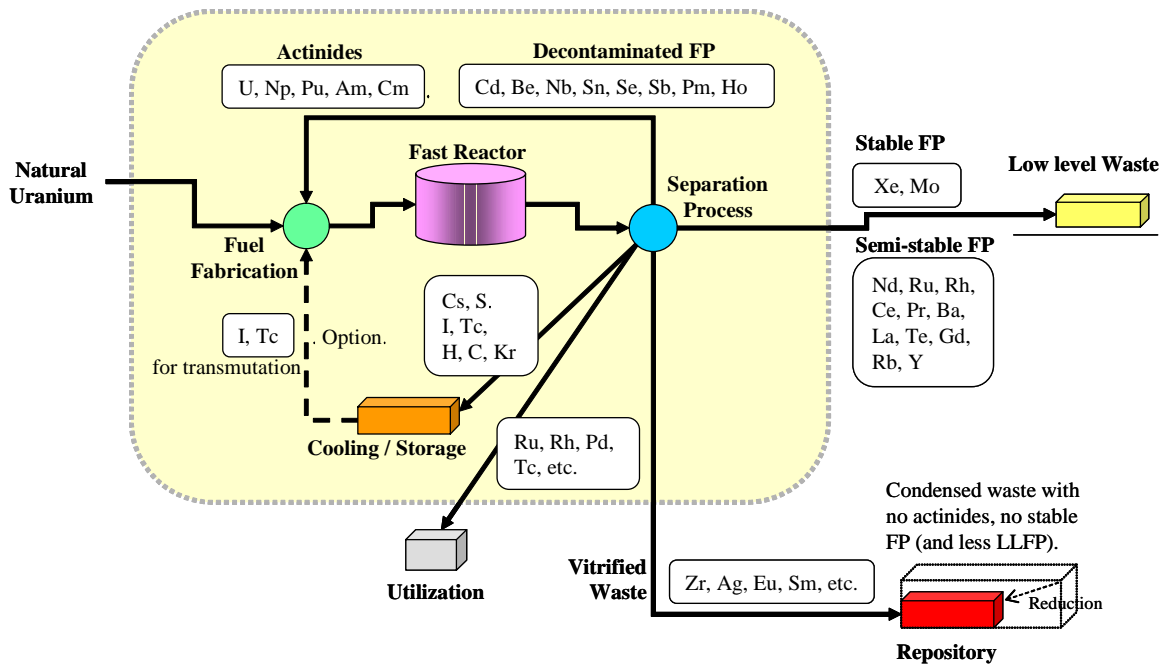 Actinides
Decontaminated FP
U, Np, Pu, Am, Cm .
Cd, Be, Nb, Sn, Se, Sb, Pm, Ho
Natural
Uranium
Fast Reactor
Separation
Process
Stable FP
Xe, Mo
Low level Waste
Fuel
Fabrication
Semi-stable FP
Nd, Ru, Rh,
Ce, Pr, Ba,
La, Te, Gd,
Rb, Y
Cs, S.
I, Tc,
H, C, Kr
I, Tc
. Option.
for transmutation
Cooling / Storage
Ru, Rh, Pd,
Tc, etc.
Utilization
Vitrified
Waste
Zr, Ag, Eu, Sm, etc.
Condensed waste with
no actinides, no stable
FP (and less LLFP).
Reduction
Repository